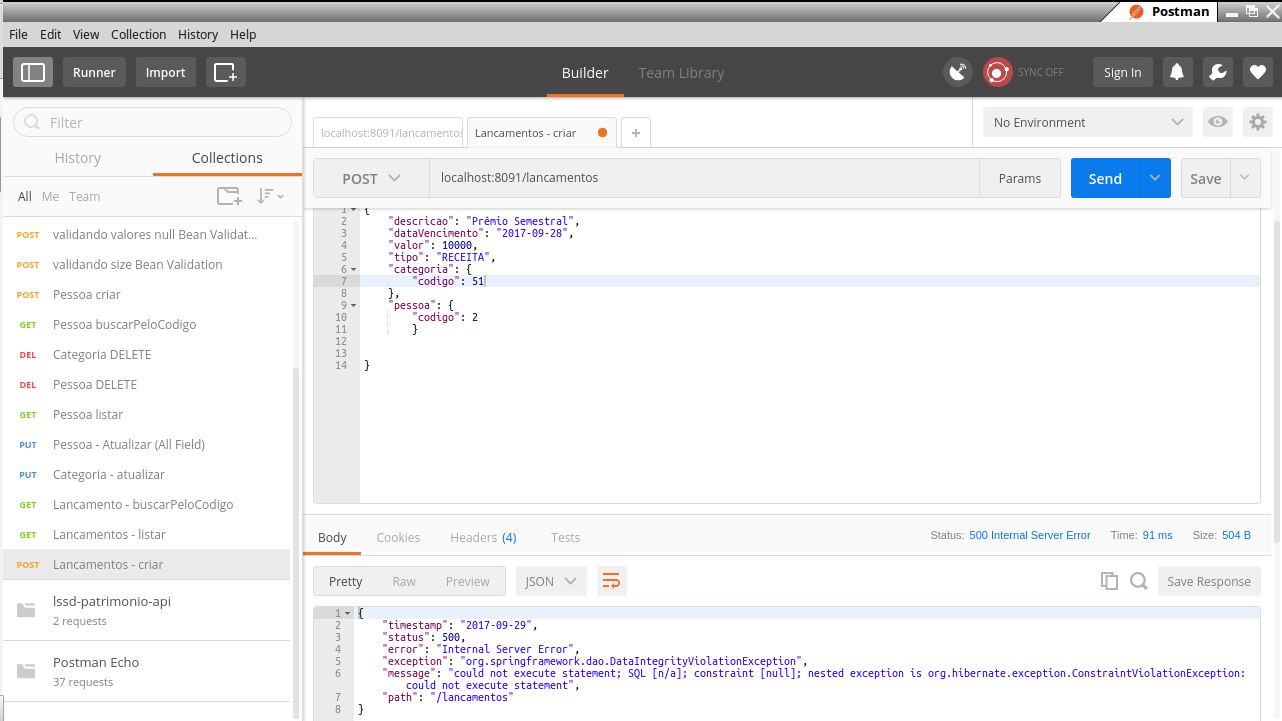 Postman
File Edit View Collection History Help
Runner Import Builder Team Library SYNC OFF Sign In
Filter
History Collections
All Me Team
POST validando valores null Bean Validat...
POST validando size Bean Validation
POST Pessoa criar
GET Pessoa buscarPeloCodigo
DEL Categoria DELETE
DEL Pessoa DELETE
GET Pessoa listar
PUT Pessoa - Atualizar (All Field)
PUT Categoria - atualizar
GET Lancamento - buscarPeloCodigo
GET Lancamentos - listar
POST Lancamentos - criar
lssd-patrimonio-api
2 requests
Postman Echo
37 requests
localhost:8091/lancamentos Lancamentos - criar + No Environment
POST localhost:8091/lancamentos Params Send Save
1 {
2 "descricao": "Prêmio Semestral",
3 "dataVencimento": "2017-09-28",
4 "valor": 10000,
5 "tipo": "RECEITA",
6 "categoria": {
7 "codigo": 51
8 },
9 "pessoa": {
10 "codigo": 2
11 }
12
13
14 }
Body Cookies Headers (4) Tests Status: 500 Internal Server Error Time: 91 ms Size: 504 B
Pretty Raw Preview JSON Save Response
1 {
2 "timestamp": "2017-09-29",
3 "status": 500,
4 "error": "Internal Server Error",
5 "exception": "org.springframework.dao.DataIntegrityViolationException",
6 "message": "could not execute statement; SQL [n/a]; constraint [null]; nested exception is org.hibernate.exception.ConstraintViolationException:
could not execute statement",
7 "path": "/lancamentos"
8 }